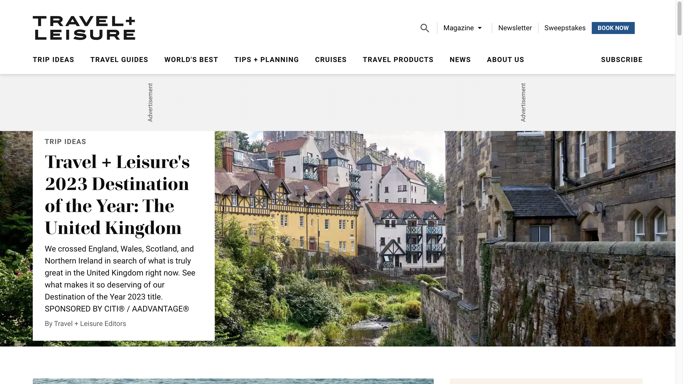 TRAVEL+
LEISURE
Magazine
Newsletter
Sweepstakes
BOOK NOW
TRIP IDEAS
TRAVEL GUIDES
WORLD'S BEST
TIPS + PLANNING
CRUISES
TRAVEL PRODUCTS
NEWS
ABOUT US
SUBSCRIBE
Advertisement
Advertisement
TRIP IDEAS
Travel + Leisure's
2023 Destination
of the Year: The
United Kingdom
We crossed England, Wales, Scotland, and
Northern Ireland in search of what is truly
great in the United Kingdom right now. See
what makes it so deserving of our
Destination of the Year 2023 title.
SPONSORED BY CITI® / AADVANTAGE®
By Travel + Leisure Editors